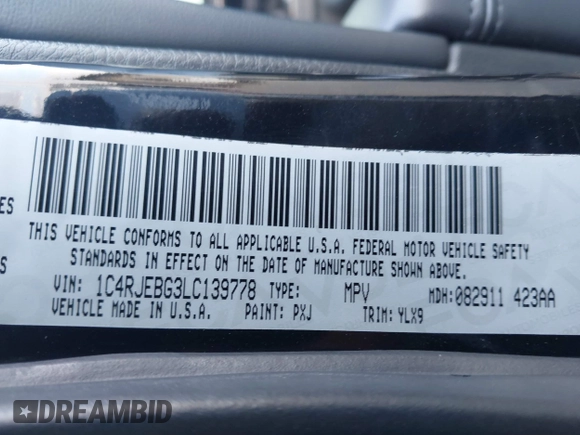 ES
THIS VEHICLE CONFORMS TO ALL APPLICABLE U.S.A. FEDERAL MOTOR VEHICLE SAFETY
STANDARDS IN EFFECT ON THE DATE OF MANUFACTURE SHOWN ABOVE.
S
VIN: 1C4RJEBG3LC139778 TYPE: MPV MDH: 082911 423AA
VEHICLE MADE IN U.S.A. PAINT: PXJ TRIM: YLX9
DREAMBID